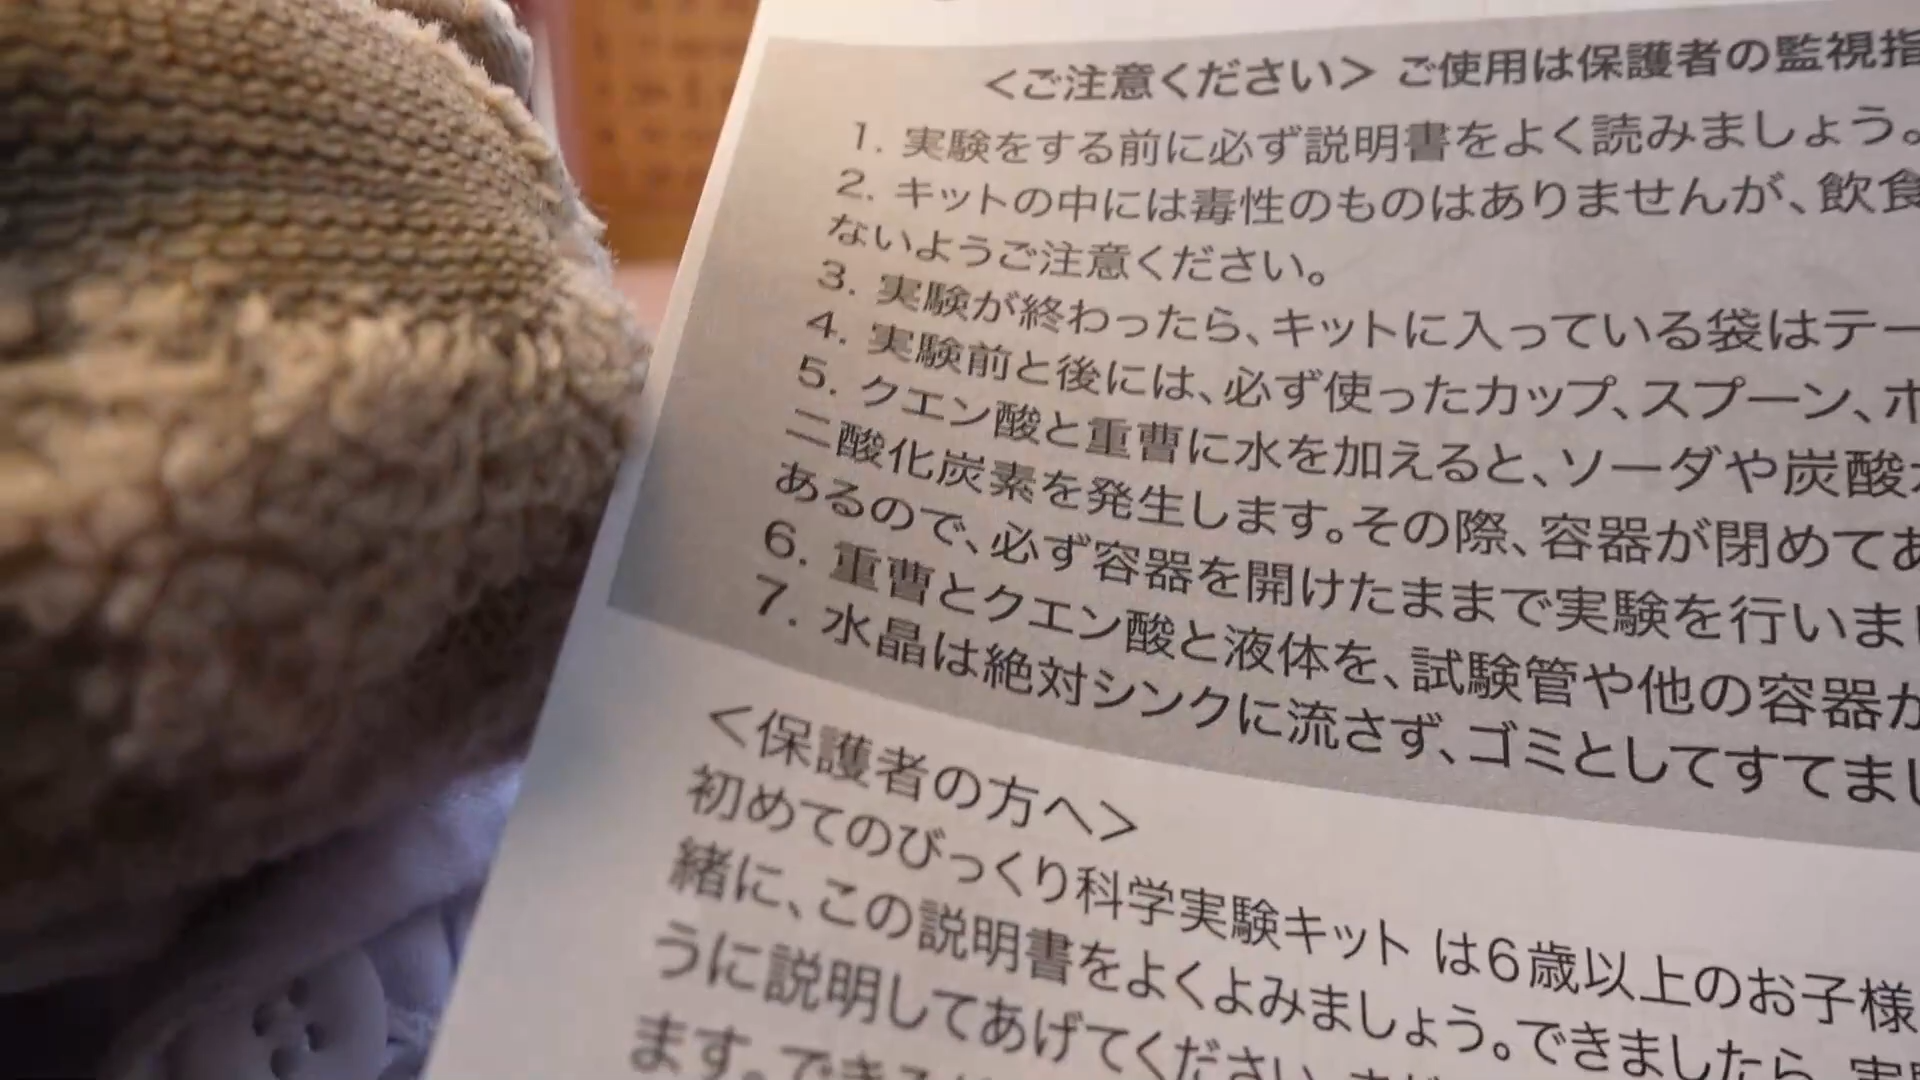 ＜ご注意ください＞ ご使用は保護者の監視指
1. 実験をする前に必ず説明書をよく読みましょう。
2. キットの中には毒性のものはありませんが、飲食
ないようご注意ください。
3. 実験が終わったら、キットに入っている袋はテー
4. 実験前と後には、必ず使ったカップ、スプーン、ボ
5. クエン酸と重曹に水を加えると、ソーダや炭酸水
二酸化炭素を発生します。その際、容器が閉めてあ
あるので、必ず容器を開けたままで実験を行いまし
6. 重曹とクエン酸と液体を、試験管や他の容器か
7. 水晶は絶対シンクに流さず、ゴミとしてすてまし
＜保護者の方へ＞
初めてのびっくり科学実験キット は6歳以上のお子様
緒に、この説明書をよくよみましょう。できましたら、実
うに説明してあげてください。
ます。